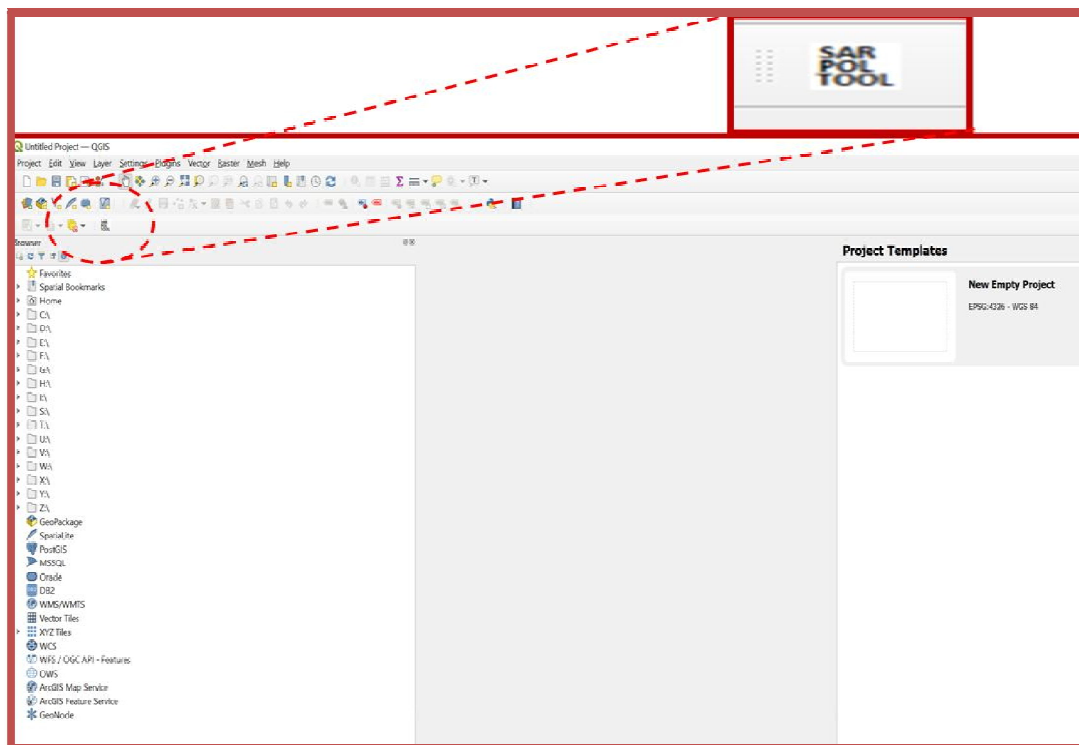 SAR
POL
TOOL
Untitled Project — QGIS
Project Edit View Layer Settings Plugins Vector Raster Mesh Help
Browser
Project Templates
Favorites
New Empty Project
Spatial Bookmarks
Home
EPSG:4326 - WGS 84
C:\
D:\
E:\
F:\
G:\
H:\
I:\
S:\
T:\
U:\
V:\
W:\
X:\
Y:\
Z:\
GeoPackage
SpatiaLite
PostGIS
MSSQL
Oracle
DB2
WMS/WMTS
Vector Tiles
XYZ Tiles
WCS
WFS / OGC API - Features
OWS
ArcGIS Map Service
ArcGIS Feature Service
GeoNode